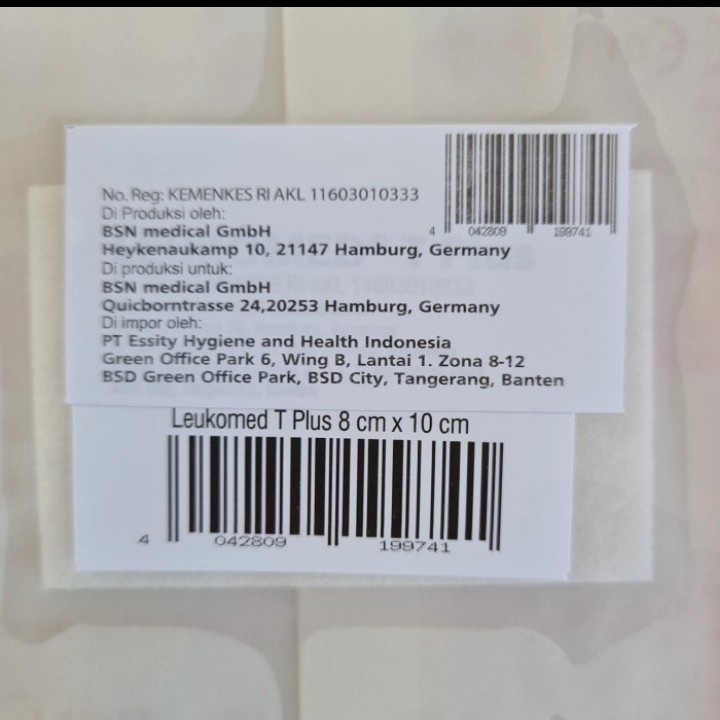 No. Reg: KEMENKES RI AKL 11603010333
Di Produksi oleh:
BSN medical GmbH
Heykenaukamp 10, 21147 Hamburg, Germany
Di produksi untuk:
BSN medical GmbH
Quicborntrasse 24,20253 Hamburg, Germany
Di impor oleh:
PT Essity Hygiene and Health Indonesia
Green Office Park 6, Wing B, Lantai 1. Zona 8-12
BSD Green Office Park, BSD City, Tangerang, Banten
4 042809 199741
Leukomed T Plus 8 cm x 10 cm
4 042809 199741